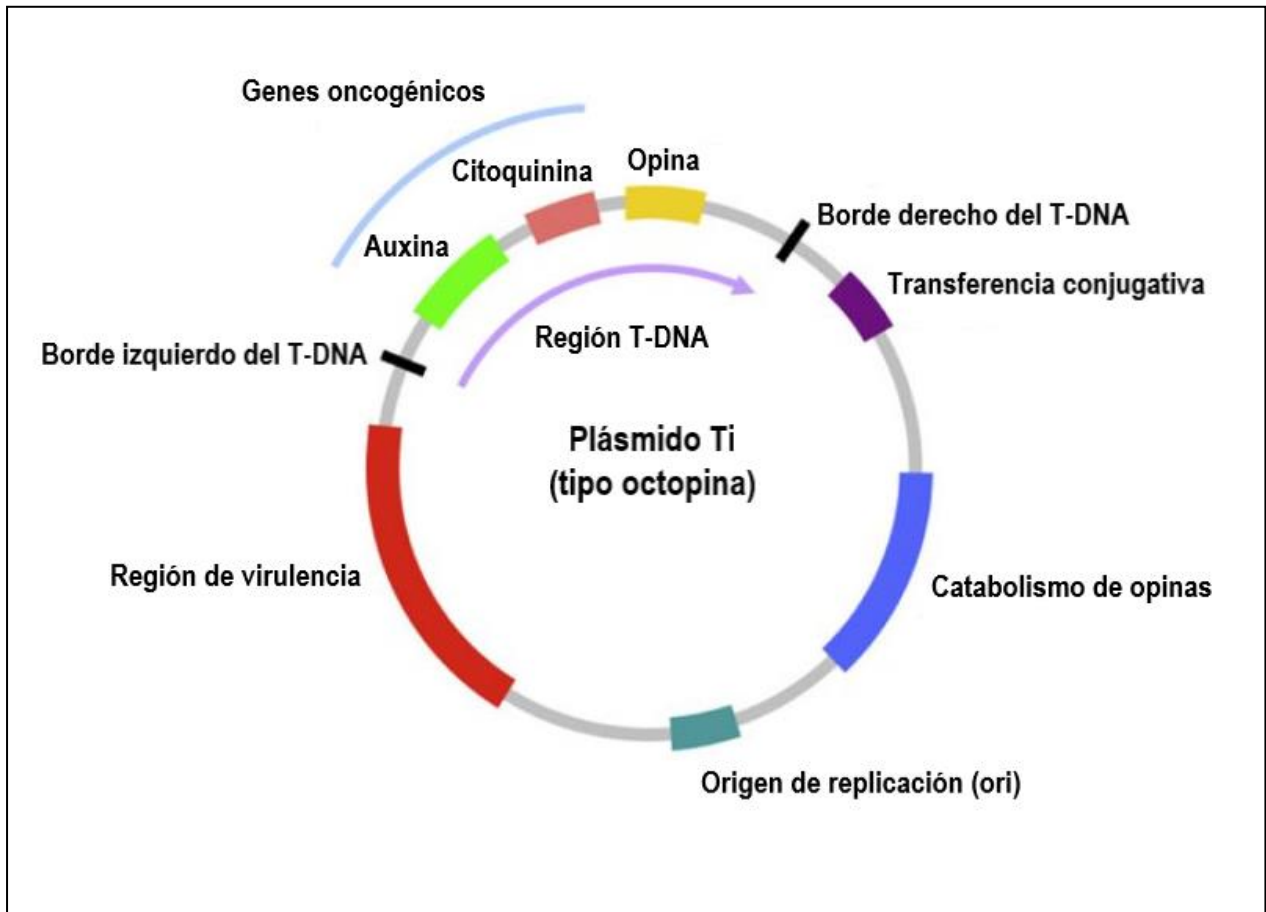 Genes oncogénicos
Citoquinina
Opina
Auxina
Borde derecho del T-DNA
Transferencia conjugativa
Región T-DNA
Borde izquierdo del T-DNA
Plásmido Ti
(tipo octopina)
Región de virulencia
Catabolismo de opinas
Origen de replicación (ori)